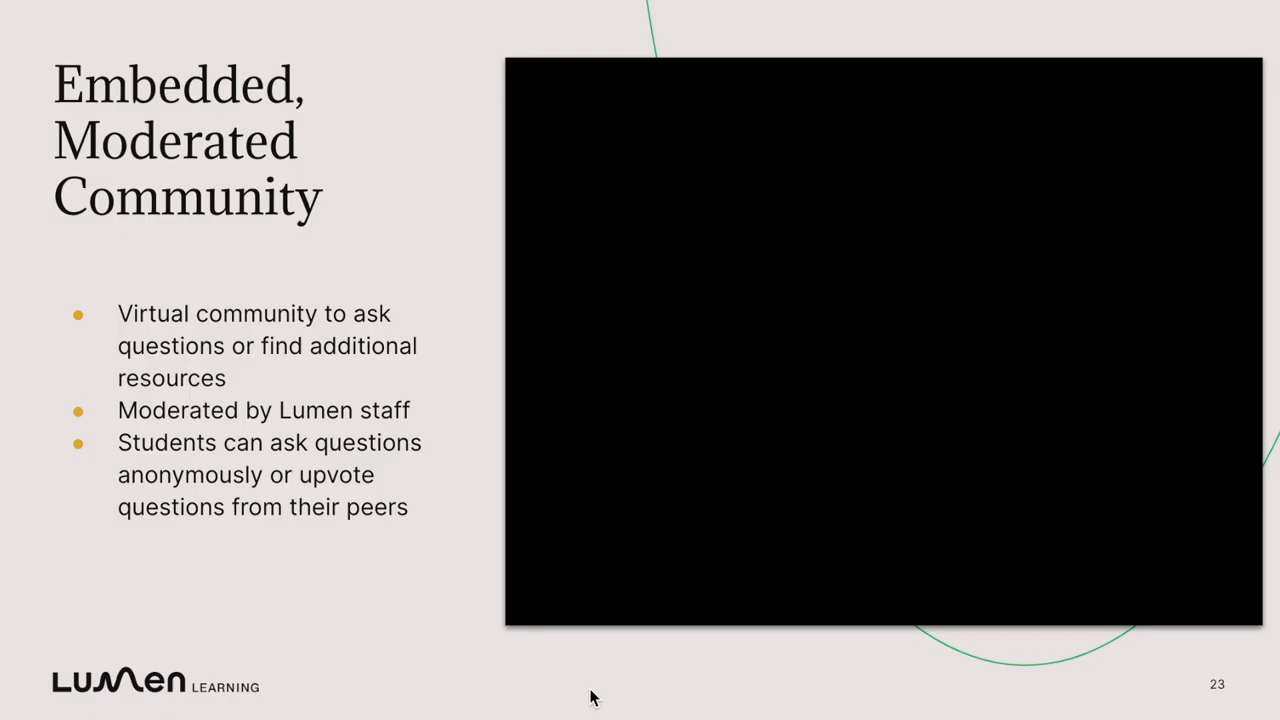 Embedded,
Moderated
Community
● Virtual community to ask
questions or find additional
resources
● Moderated by Lumen staff
● Students can ask questions
anonymously or upvote
questions from their peers
Lumen LEARNING
23